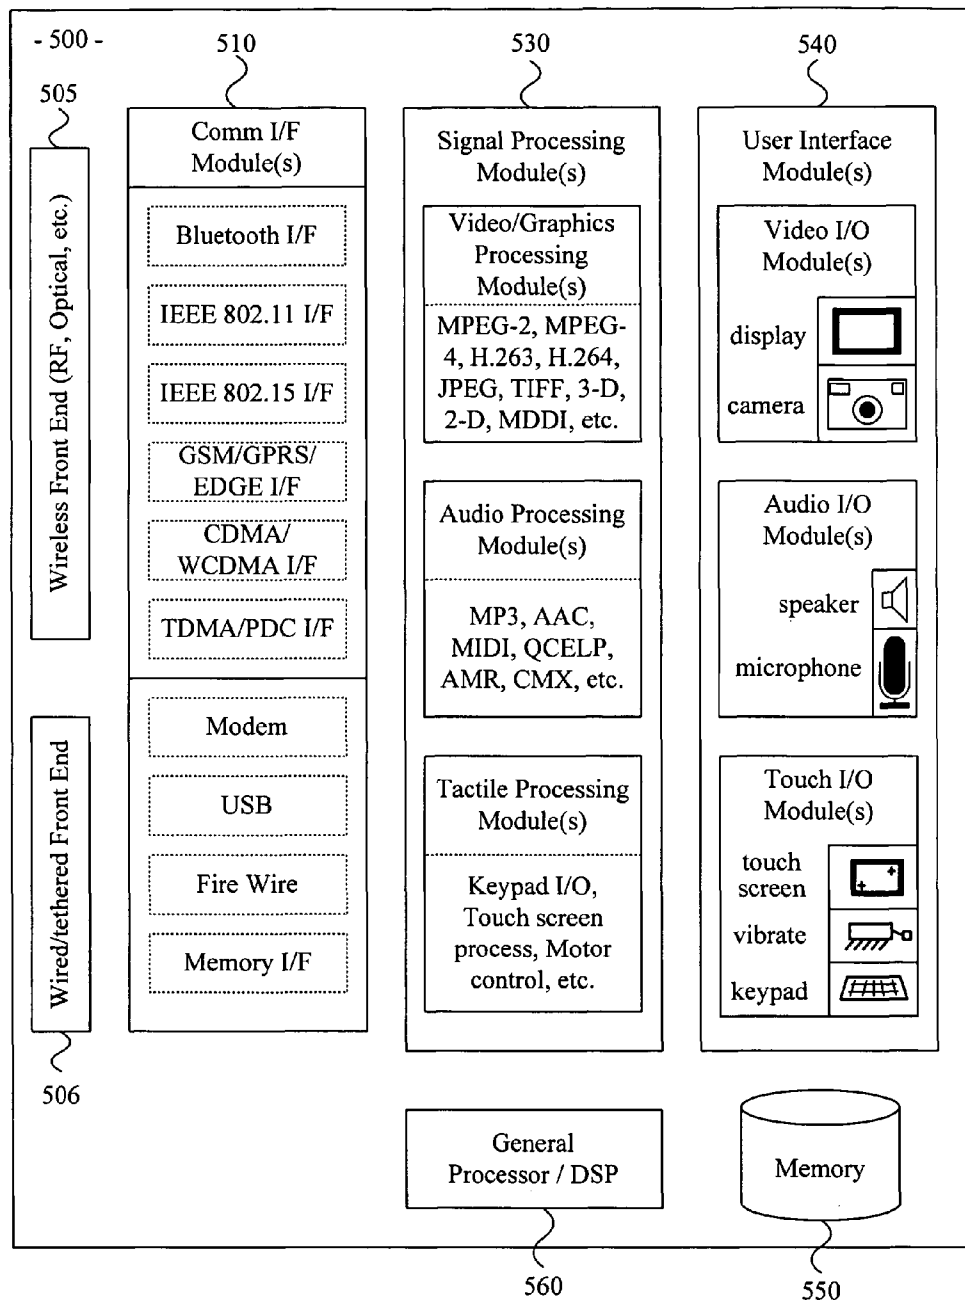 - 500 -
510
530
540
505
Wireless Front End (RF, Optical, etc.)
Wired/tethered Front End
506
Comm I/F
Module(s)
Bluetooth I/F
IEEE 802.11 I/F
IEEE 802.15 I/F
GSM/GPRS/
EDGE I/F
CDMA/
WCDMA I/F
TDMA/PDC I/F
Modem
USB
Fire Wire
Memory I/F
Signal Processing
Module(s)
Video/Graphics
Processing
Module(s)
MPEG-2, MPEG-
4, H.263, H.264,
JPEG, TIFF, 3-D,
2-D, MDDI, etc.
Audio Processing
Module(s)
MP3, AAC,
MIDI, QCELP,
AMR, CMX, etc.
Tactile Processing
Module(s)
Keypad I/O,
Touch screen
process, Motor
control, etc.
User Interface
Module(s)
Video I/O
Module(s)
display
camera
Audio I/O
Module(s)
speaker
microphone
Touch I/O
Module(s)
touch
screen
vibrate
keypad
General
Processor / DSP
Memory
560
550